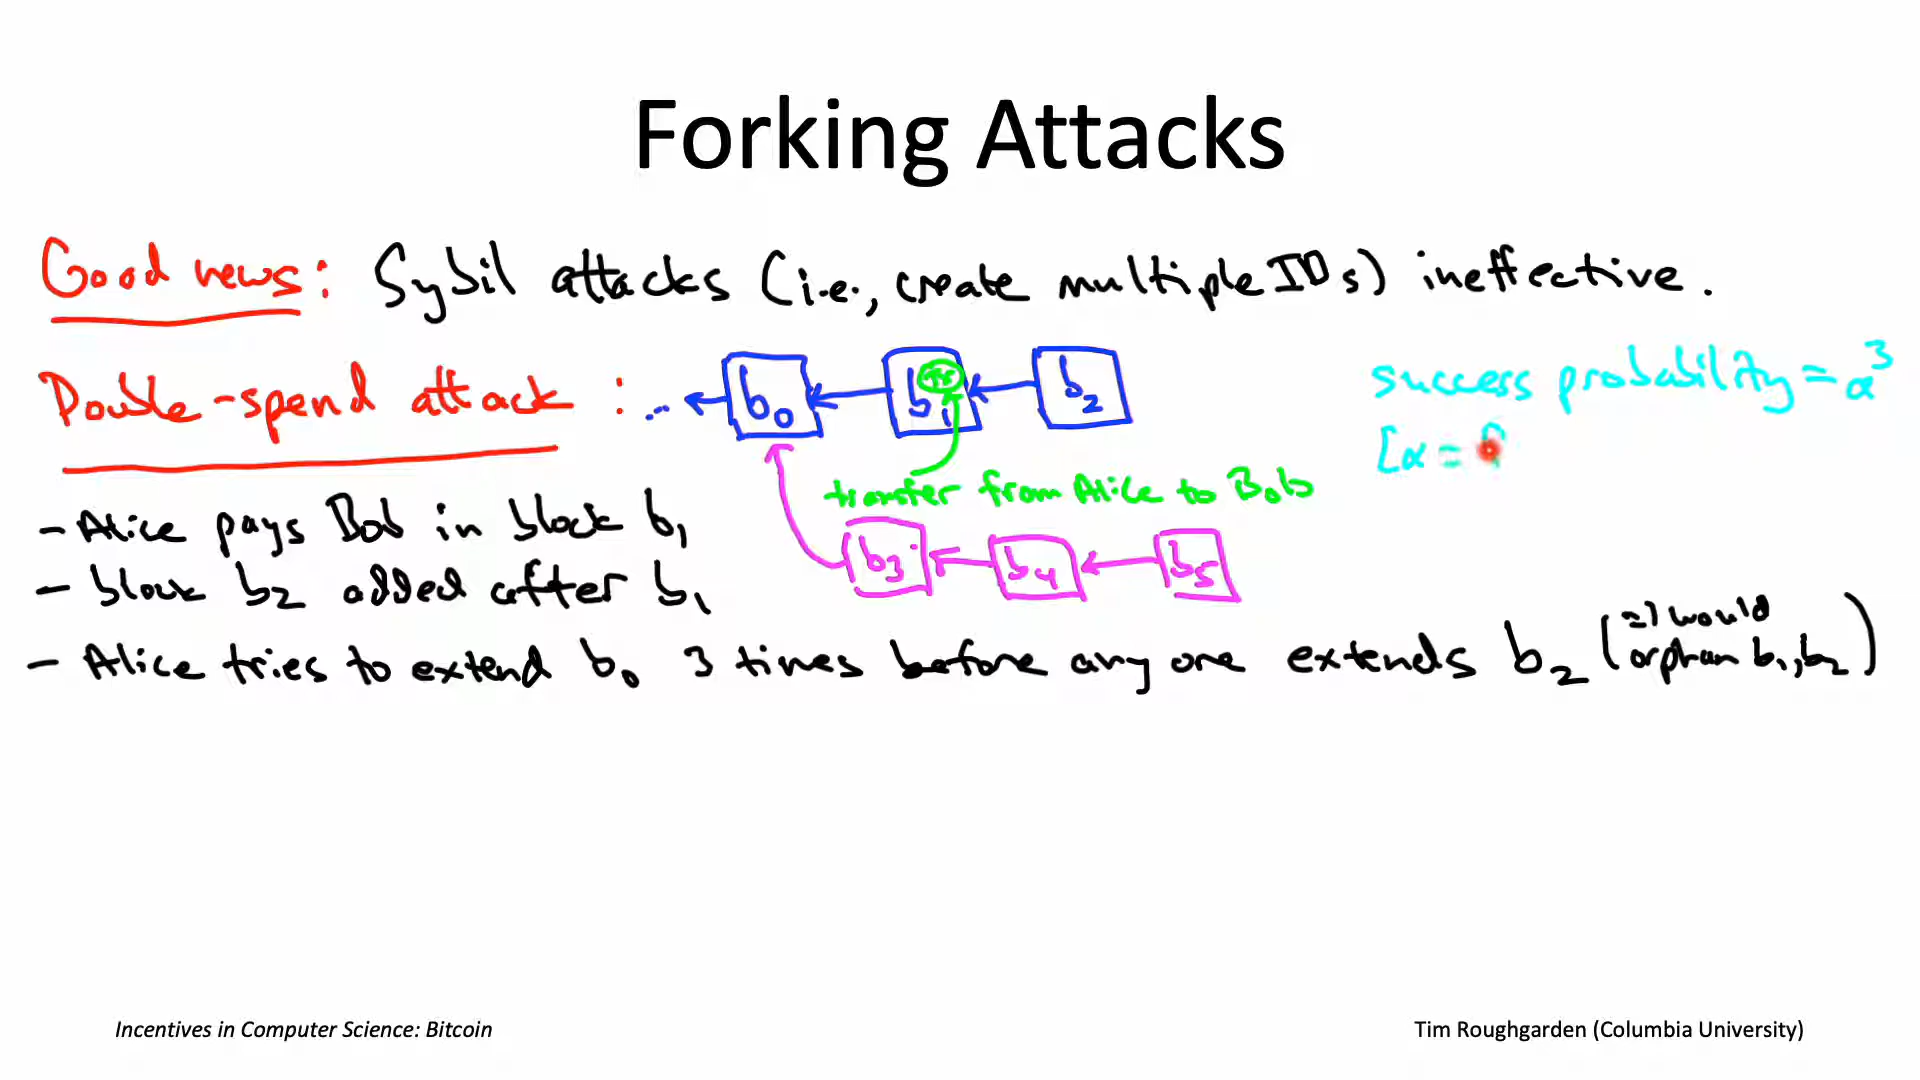 Forking Attacks
Good news: Sybil attacks (i.e., create multiple IDs) ineffective.
Double-spend attack : ... b0 b1 b2
success probability = α³
[α =
transfer from Alice to Bob
b3 b4 b5
- Alice pays Bob in block b1
- block b2 added after b1
- Alice tries to extend b0 3 times before anyone extends b2 (=) would orphan b1, b2)
Incentives in Computer Science: Bitcoin
Tim Roughgarden (Columbia University)